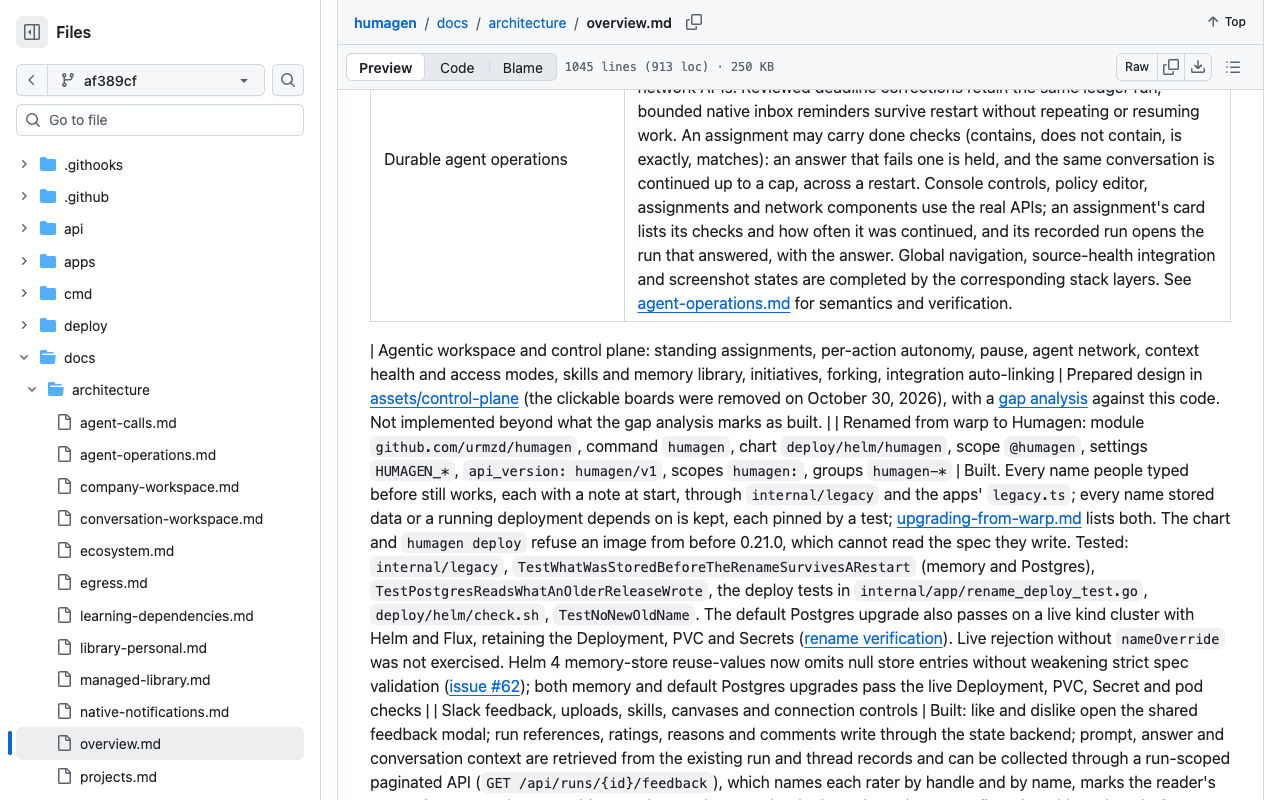 Files
humagen / docs / architecture / overview.md
Top
af389cf
Preview Code Blame 1045 lines (913 loc) · 250 KB
Raw
Go to file
.githooks
.github
api
apps
cmd
deploy
docs
architecture
agent-calls.md
agent-operations.md
company-workspace.md
conversation-workspace.md
ecosystem.md
egress.md
learning-dependencies.md
library-personal.md
managed-library.md
native-notifications.md
overview.md
projects.md
Durable agent operations
network APIs. Reviewed deadline corrections retain the same ledger run;
bounded native inbox reminders survive restart without repeating or resuming
work. An assignment may carry done checks (contains, does not contain, is
exactly, matches): an answer that fails one is held, and the same conversation is
continued up to a cap, across a restart. Console controls, policy editor,
assignments and network components use the real APIs; an assignment's card
lists its checks and how often it was continued, and its recorded run opens the
run that answered, with the answer. Global navigation, source-health integration
and screenshot states are completed by the corresponding stack layers. See
agent-operations.md for semantics and verification.
| Agentic workspace and control plane: standing assignments, per-action autonomy, pause, agent network, context
health and access modes, skills and memory library, initiatives, forking, integration auto-linking | Prepared design in
assets/control-plane (the clickable boards were removed on October 30, 2026), with a gap analysis against this code.
Not implemented beyond what the gap analysis marks as built. | | Renamed from warp to Humagen: module
github.com/urmzd/humagen , command humagen , chart deploy/helm/humagen , scope @humagen , settings
HUMAGEN_* , api_version: humagen/v1 , scopes humagen: , groups humagen-* | Built. Every name people typed
before still works, each with a note at start, through internal/legacy and the apps' legacy.ts ; every name stored
data or a running deployment depends on is kept, each pinned by a test; upgrading-from-warp.md lists both. The chart
and humagen deploy refuse an image from before 0.21.0, which cannot read the spec they write. Tested:
internal/legacy , TestWhatWasStoredBeforeTheRenameSurvivesARestart (memory and Postgres),
TestPostgresReadsWhatAnOlderReleaseWrote , the deploy tests in internal/app/rename_deploy_test.go ,
deploy/helm/check.sh , TestNoNewOldName . The default Postgres upgrade also passes on a live kind cluster with
Helm and Flux, retaining the Deployment, PVC and Secrets (rename verification). Live rejection without nameOverride
was not exercised. Helm 4 memory-store reuse-values now omits null store entries without weakening strict spec
validation (issue #62); both memory and default Postgres upgrades pass the live Deployment, PVC, Secret and pod
checks | | Slack feedback, uploads, skills, canvases and connection controls | Built: like and dislike open the shared
feedback modal; run references, ratings, reasons and comments write through the state backend; prompt, answer and
conversation context are retrieved from the existing run and thread records and can be collected through a run-scoped
paginated API ( GET /api/runs/{id}/feedback ), which names each rater by handle and by name, marks the reader's